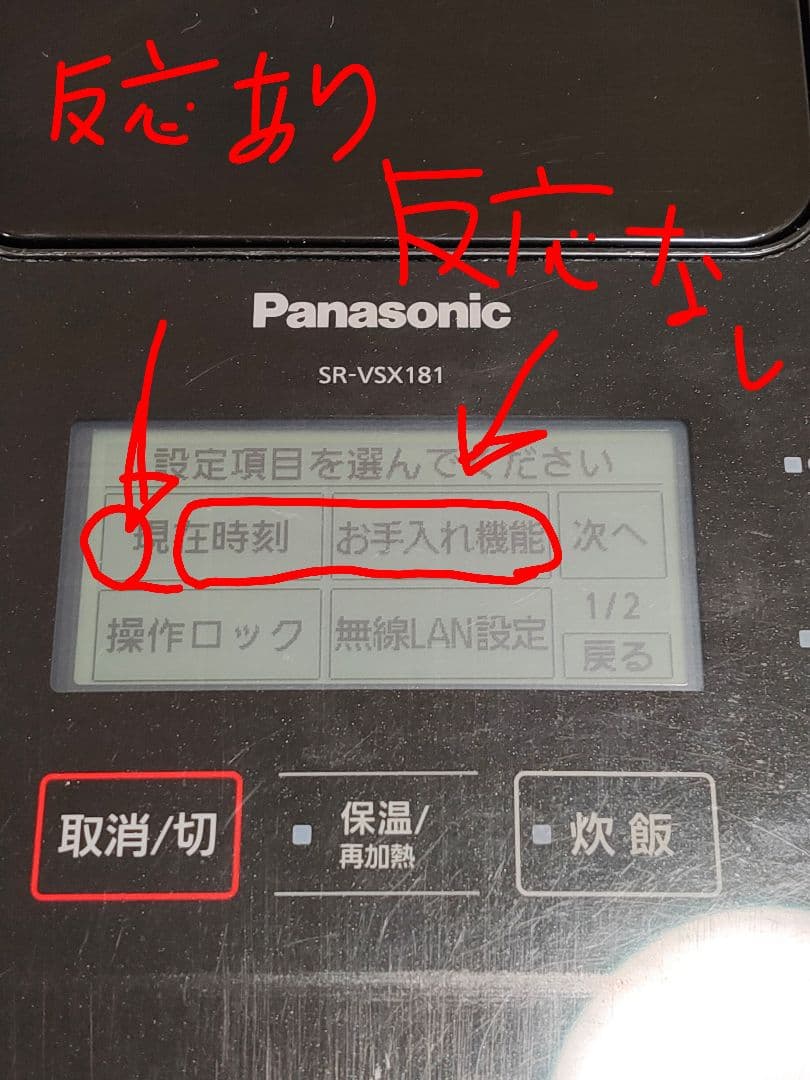 反応あり
反応なし
Panasonic
SR-VSX181
設定項目を選んでください
現在時刻 お手入れ機能 次へ
操作ロック 無線LAN設定 1/2
戻る
取消/切 保温/ 炊飯
再加熱